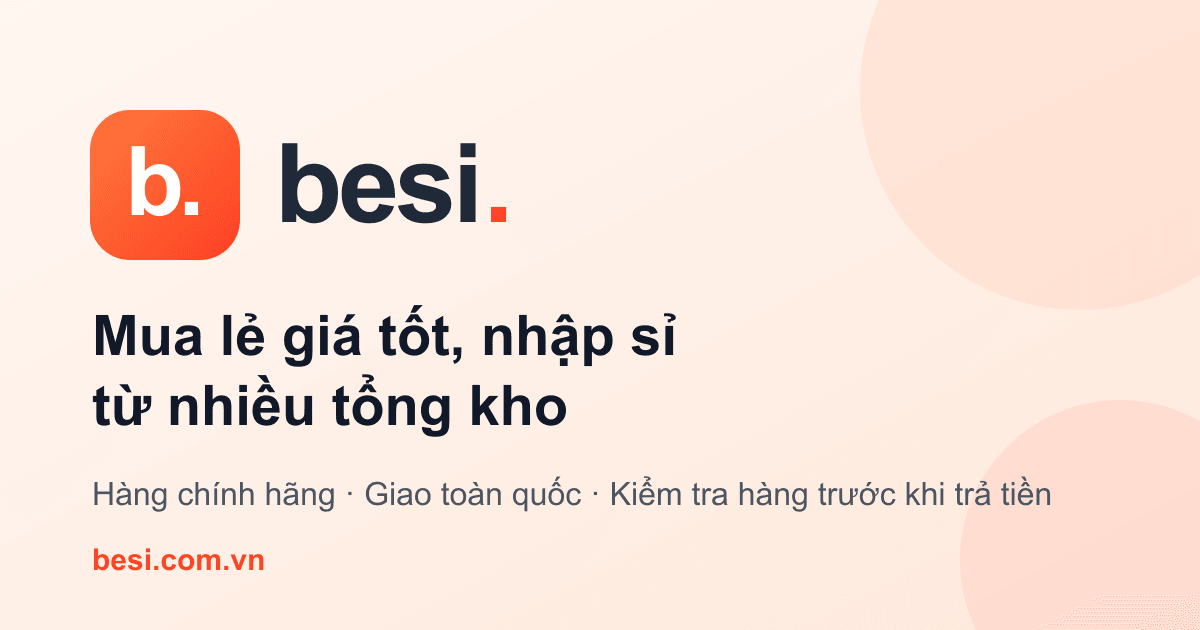 b.
besi.
Mua lẻ giá tốt, nhập sỉ
từ nhiều tổng kho
Hàng chính hãng · Giao toàn quốc · Kiểm tra hàng trước khi trả tiền
besi.com.vn